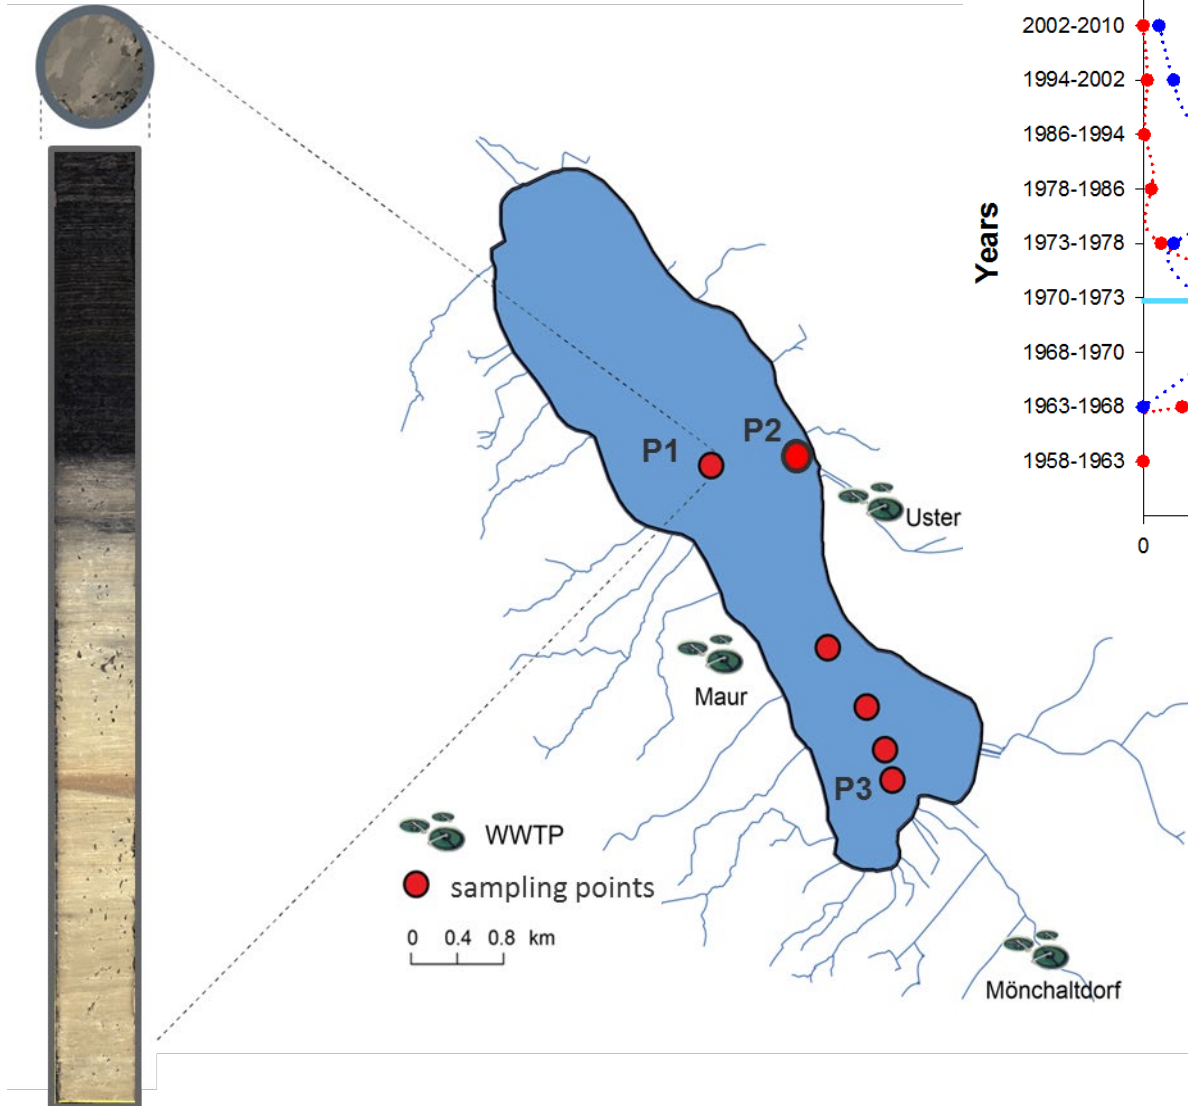 2002-2010
1994-2002
1986-1994
1978-1986
1973-1978
1970-1973
1968-1970
1963-1968
1958-1963
Years
0
P1
P2
Uster
Maur
P3
WWTP
sampling points
0 0.4 0.8 km
Mönchaltdorf